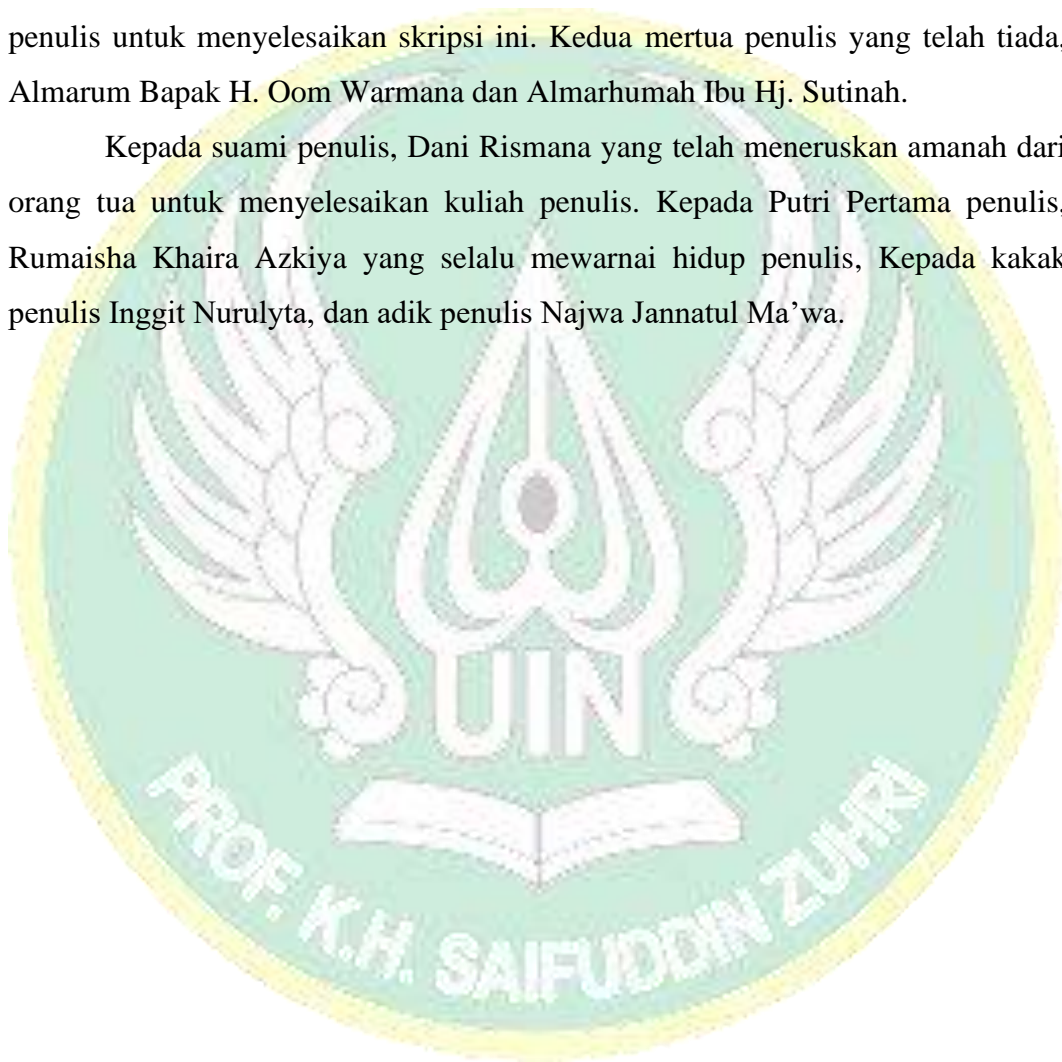 penulis untuk menyelesaikan skripsi ini. Kedua mertua penulis yang telah tiada,
Almarum Bapak H. Oom Warmana dan Almarhumah Ibu Hj. Sutinah.
Kepada suami penulis, Dani Rismana yang telah meneruskan amanah dari
orang tua untuk menyelesaikan kuliah penulis. Kepada Putri Pertama penulis,
Rumaisha Khaira Azkiya yang selalu mewarnai hidup penulis, Kepada kakak
penulis Inggit Nurulyta, dan adik penulis Najwa Jannatul Ma’wa.
UIN
PROF. K.H. SAIFUDDIN ZUHRI